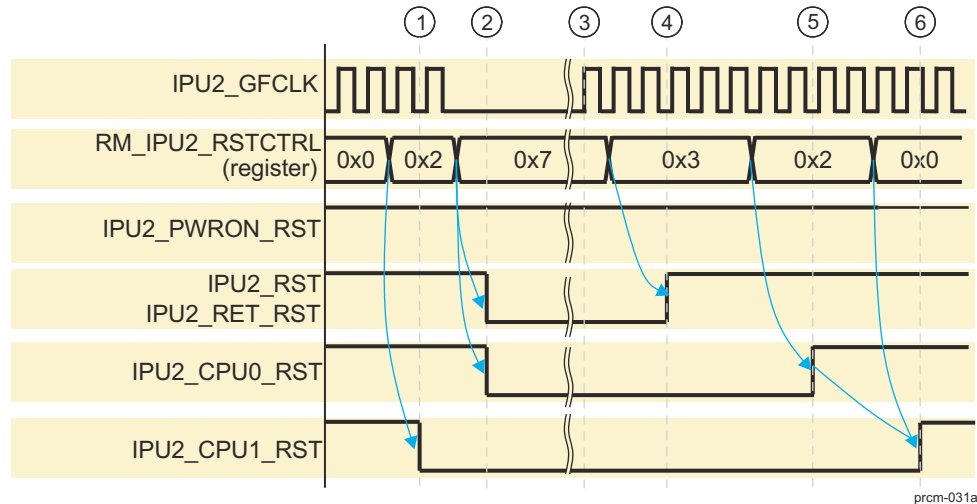 1 2 3 4 5 6
IPU2_GFCLK
RM_IPU2_RSTCTRL
(register)
0x0 0x2 0x7 0x3 0x2 0x0
IPU2_PWRON_RST
IPU2_RST
IPU2_RET_RST
IPU2_CPU0_RST
IPU2_CPU1_RST
prcm-031a